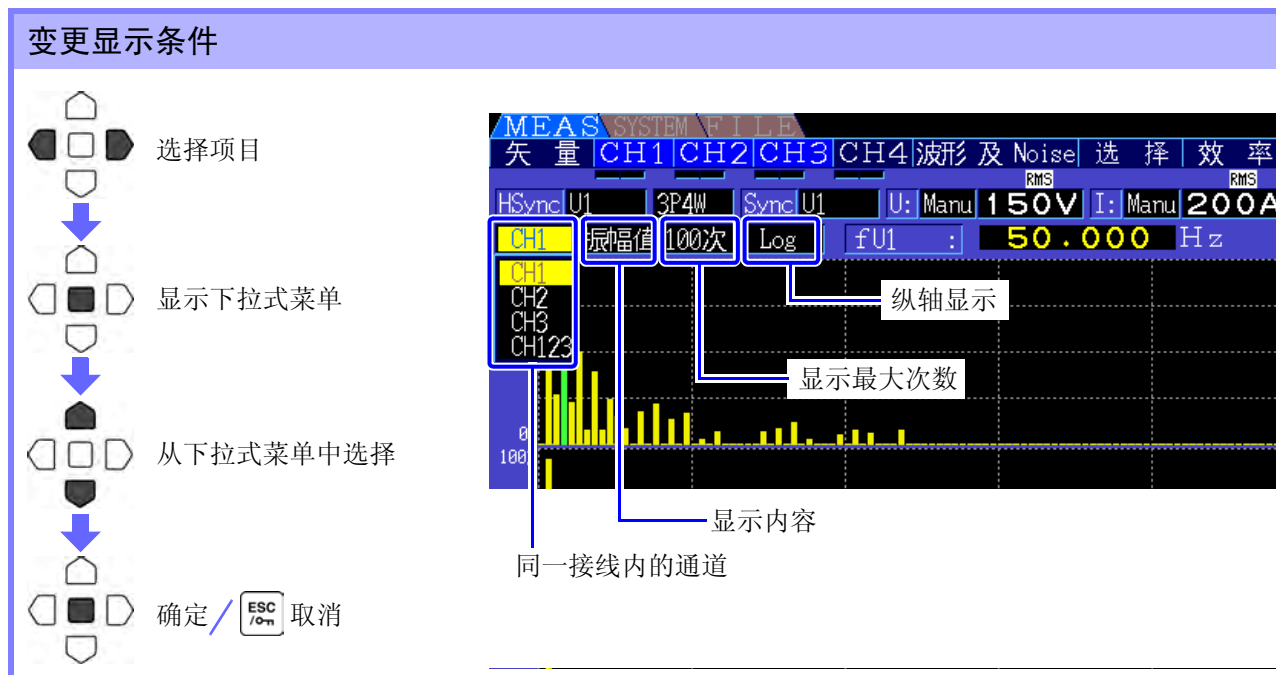 变更显示条件
选择项目
显示下拉式菜单
从下拉式菜单中选择
确定/ESC/取消
MEAS SYSTEM FILE
矢量 CH1 CH2 CH3 CH4 波形 及 Noise 选择 效率
RMS RMS
HSync U1 3P4W Sync U1 U: Manu 150V I: Manu 200A
CH1 振幅值 100次 Log fU1 : 50.000 Hz
CH1
CH2
CH3
CH123
纵轴显示
显示最大次数
0
100
显示内容
同一接线内的通道